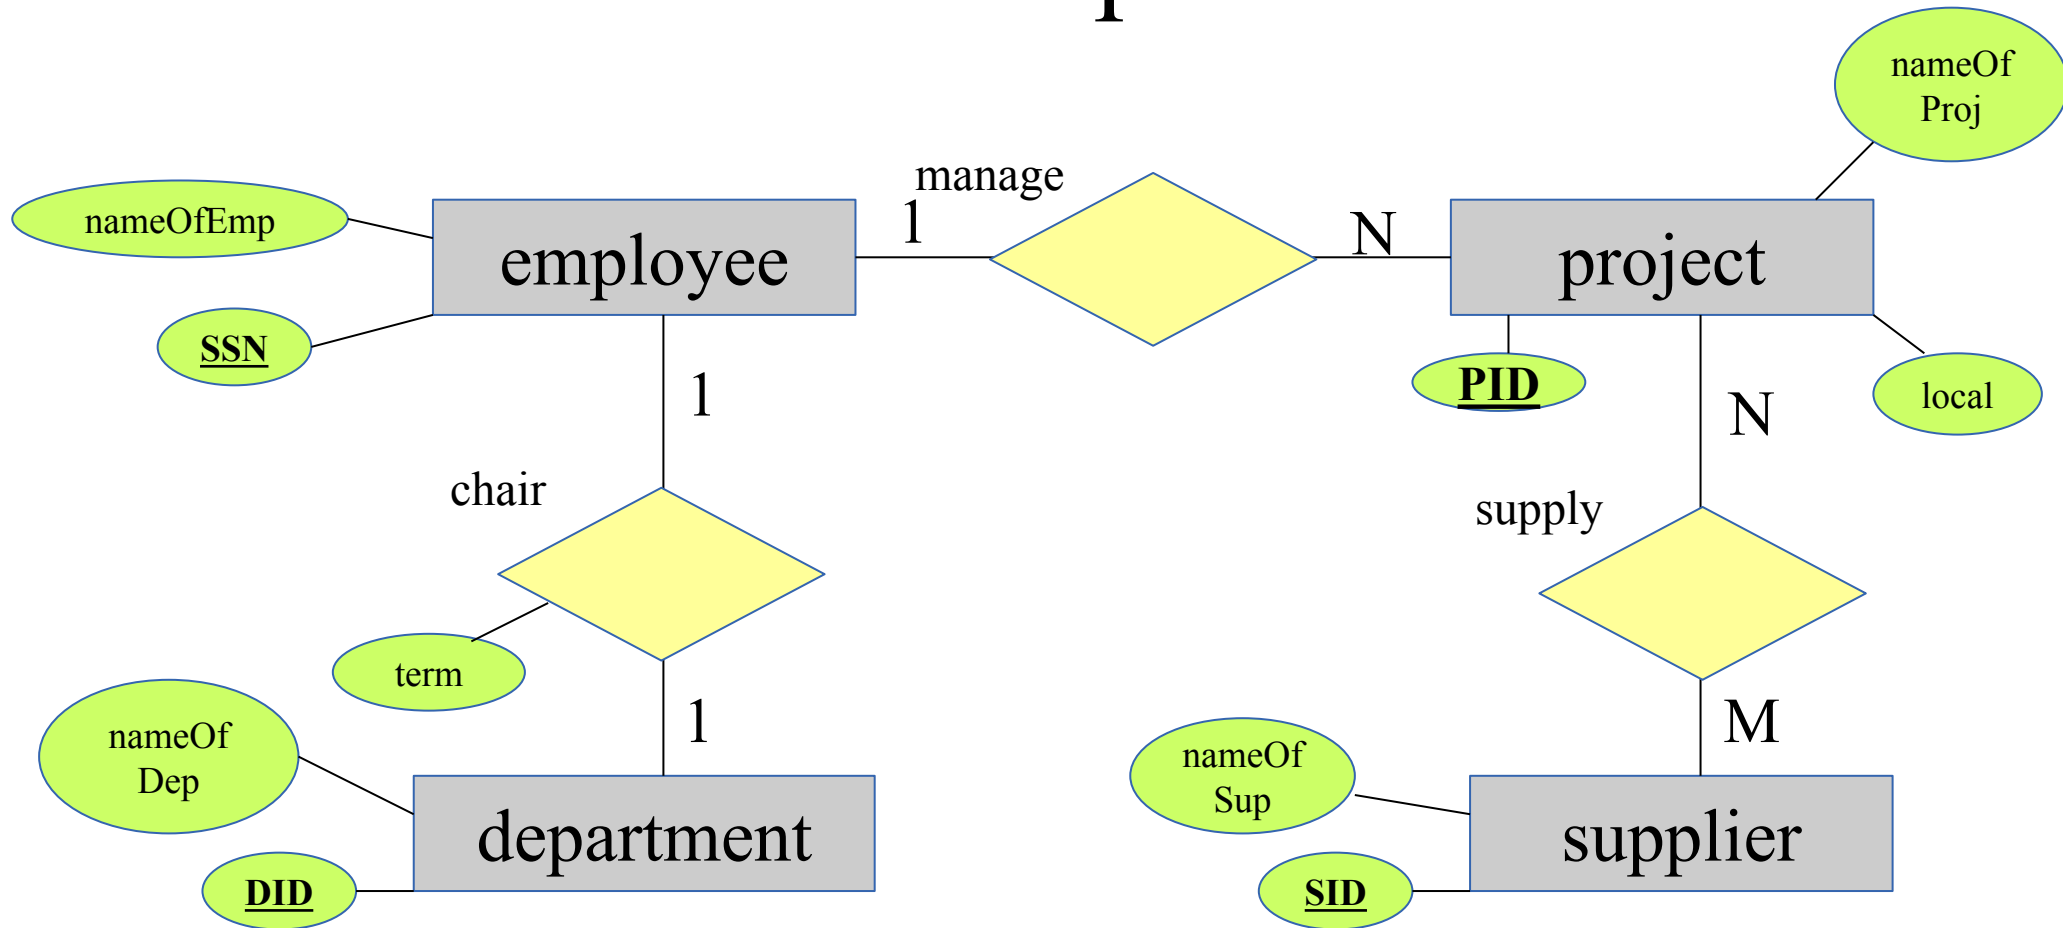 nameOf
Proj
manage
nameOfEmp
1
N
employee
project
SSN
PID
local
1
N
chair
supply
term
1
M
nameOf
Dep
nameOf
Sup
department
supplier
DID
SID